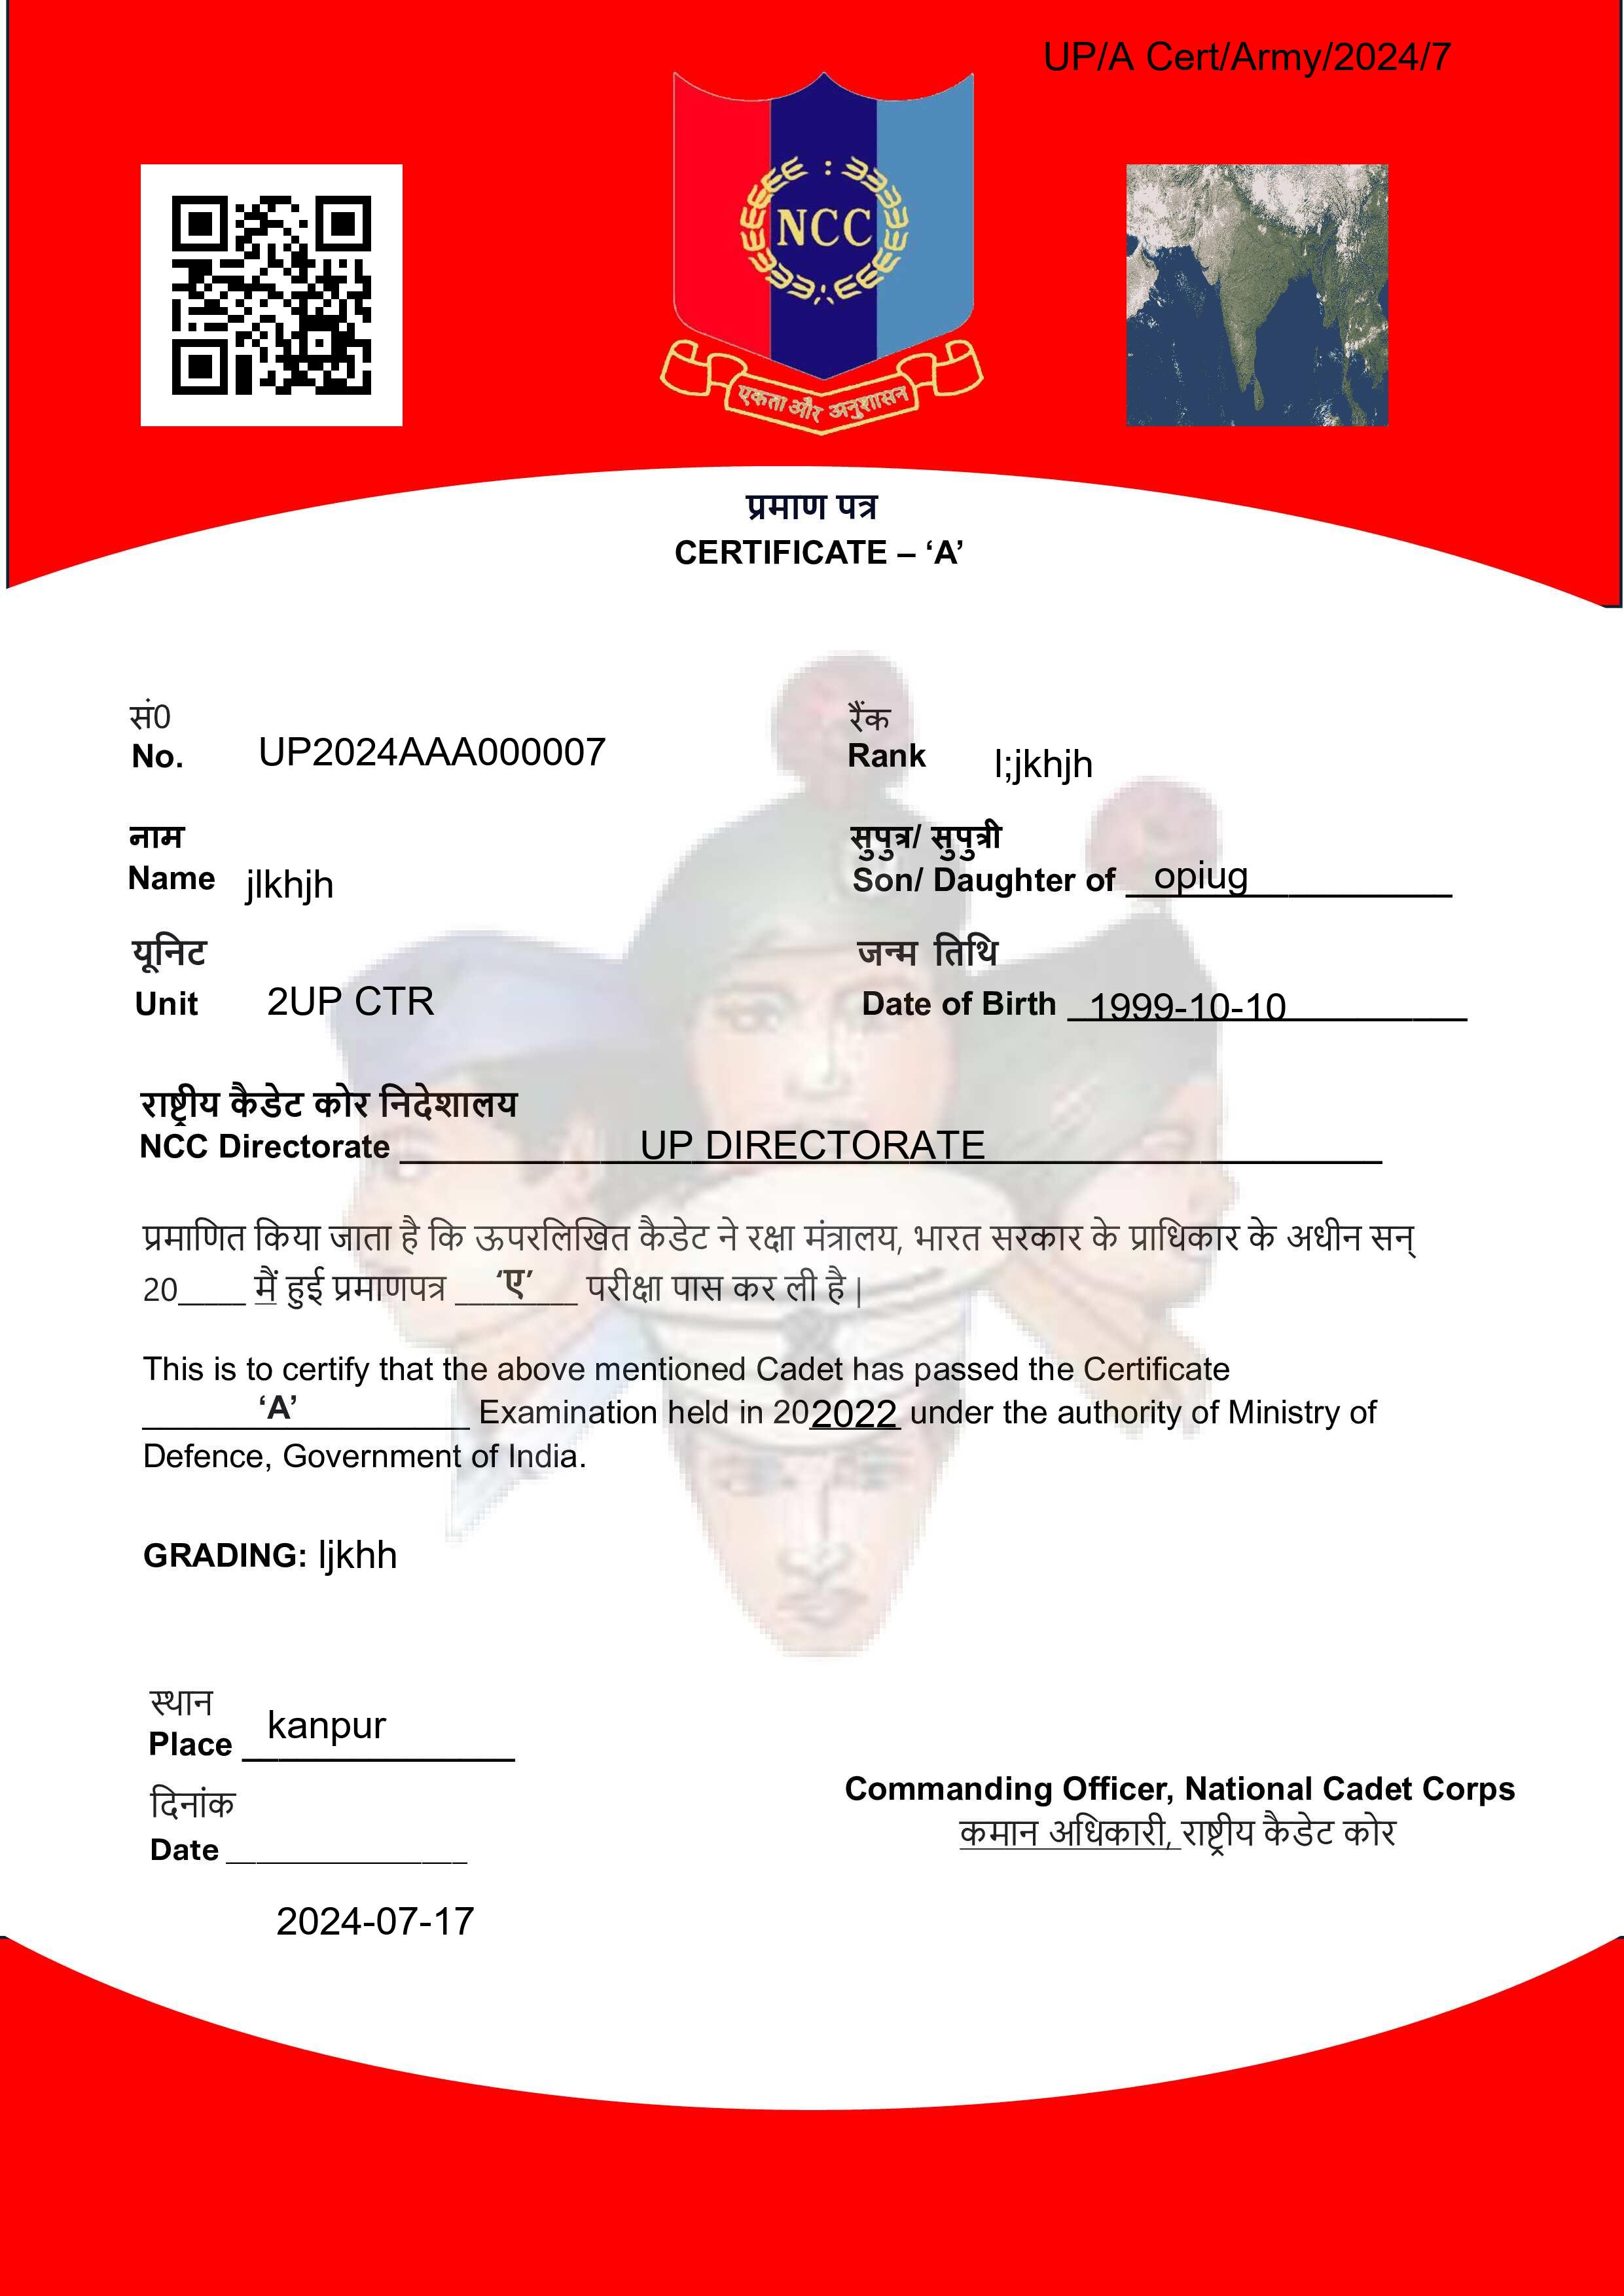 UP/A Cert/Army/2024/7
NCC
एकता और अनुशासन
प्रमाण पत्र
CERTIFICATE – ‘A’
सं0
No. UP2024AAA000007
रैंक
Rank l;jkhjh
नाम
Name jlkhjh
सुपुत्र/ सुपुत्री
Son/ Daughter of opiug
यूनिट
Unit 2UP CTR
जन्म तिथि
Date of Birth 1999-10-10
राष्ट्रीय कैडेट कोर निदेशालय
NCC Directorate UP DIRECTORATE
प्रमाणित किया जाता है कि ऊपरलिखित कैडेट ने रक्षा मंत्रालय, भारत सरकार के प्राधिकार के अधीन सन्
20____ मैं हुई प्रमाणपत्र ‘ए’ परीक्षा पास कर ली है |
This is to certify that the above mentioned Cadet has passed the Certificate
‘A’ Examination held in 202022 under the authority of Ministry of
Defence, Government of India.
GRADING: ljkhh
स्थान
Place kanpur
दिनांक
Date ______________
2024-07-17
Commanding Officer, National Cadet Corps
कमान अधिकारी, राष्ट्रीय कैडेट कोर